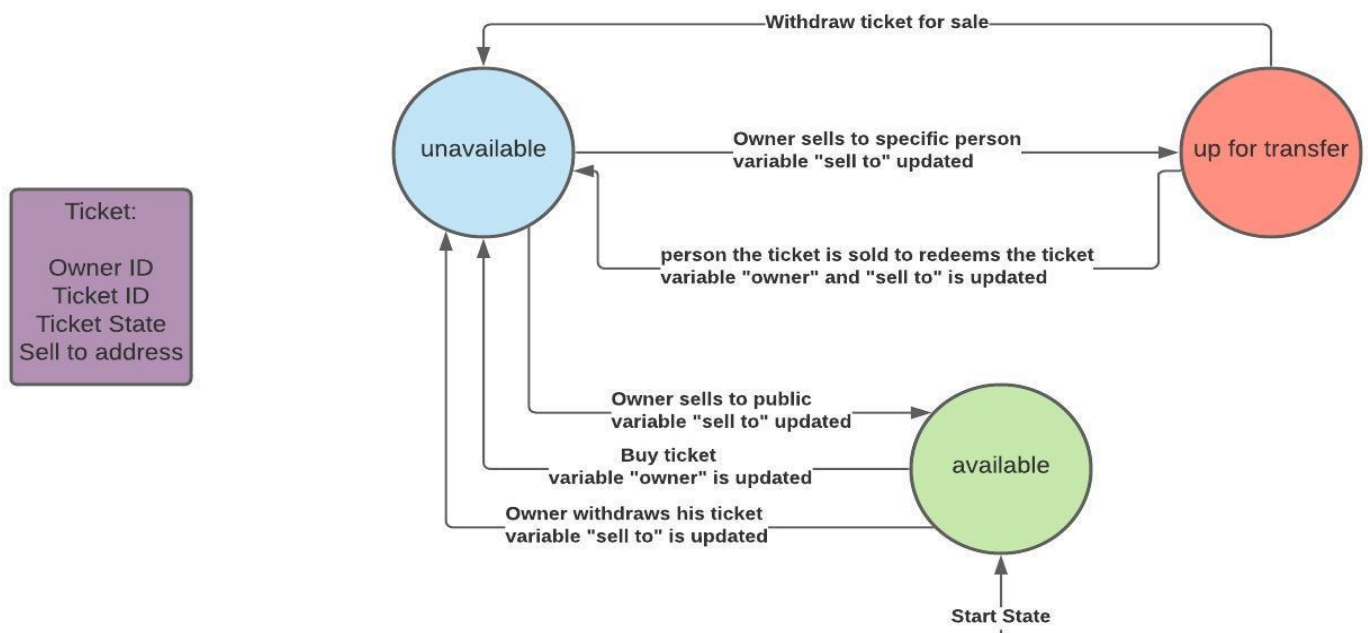 Withdraw ticket for sale
unavailable
Owner sells to specific person
variable "sell to" updated
up for transfer
Ticket:
Owner ID
Ticket ID
Ticket State
Sell to address
person the ticket is sold to redeems the ticket
variable "owner" and "sell to" is updated
Owner sells to public
variable "sell to" updated
Buy ticket
variable "owner" is updated
available
Owner withdraws his ticket
variable "sell to" is updated
Start State